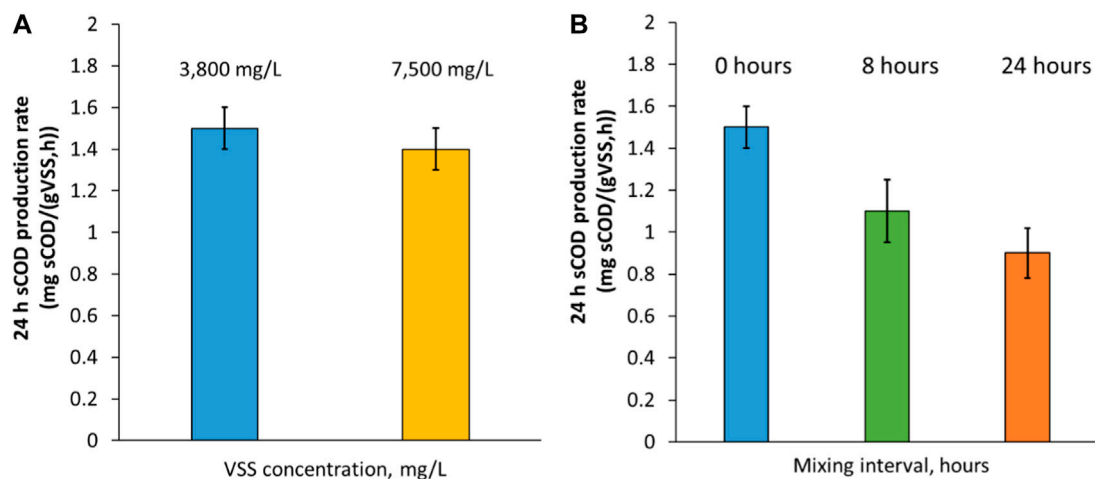 A
24 h sCOD production rate
(mg sCOD/(gVSS,h))
2
1.8
1.6
1.4
1.2
1
0.8
0.6
0.4
0.2
0
3,800 mg/L
7,500 mg/L
VSS concentration, mg/L
B
24 h sCOD production rate
(mg sCOD/(gVSS,h))
2
1.8
1.6
1.4
1.2
1
0.8
0.6
0.4
0.2
0
0 hours
8 hours
24 hours
Mixing interval, hours